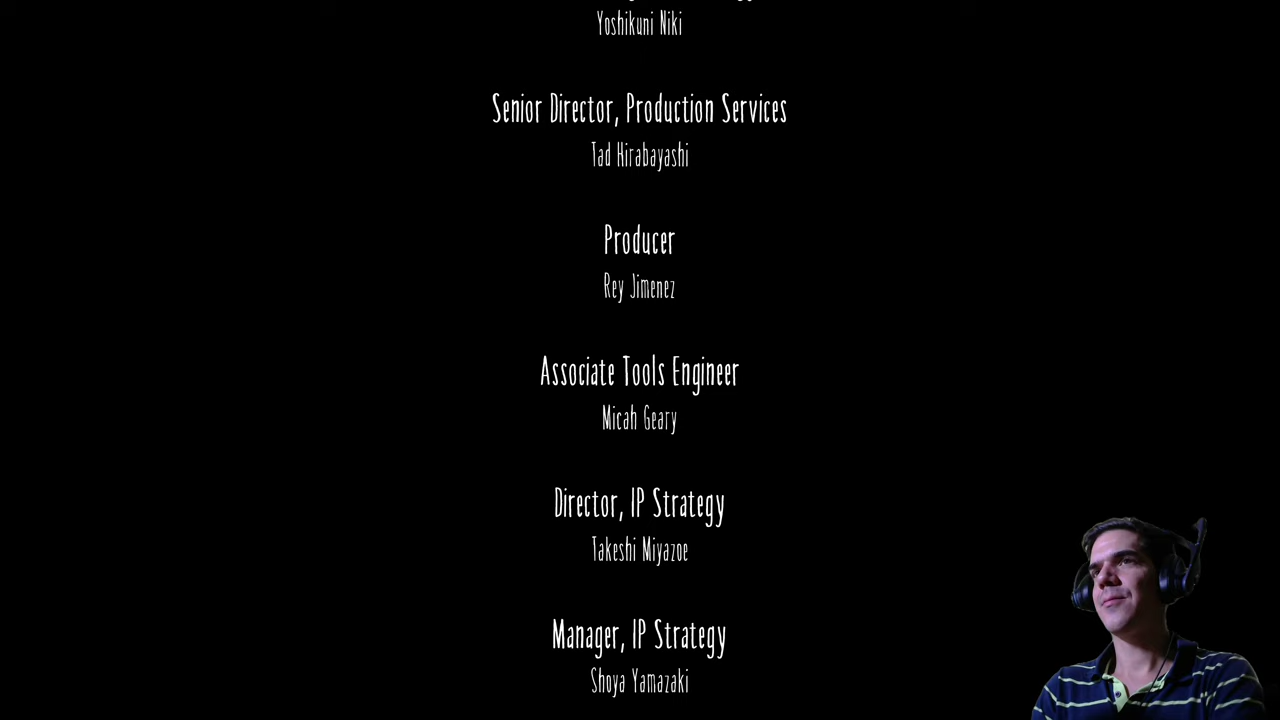 Yoshikuni Niki
Senior Director, Production Services
Tad Hirabayashi
Producer
Rey Jimenez
Associate Tools Engineer
Micah Geary
Director, IP Strategy
Takeshi Miyazoe
Manager, IP Strategy
Shoya Yamazaki